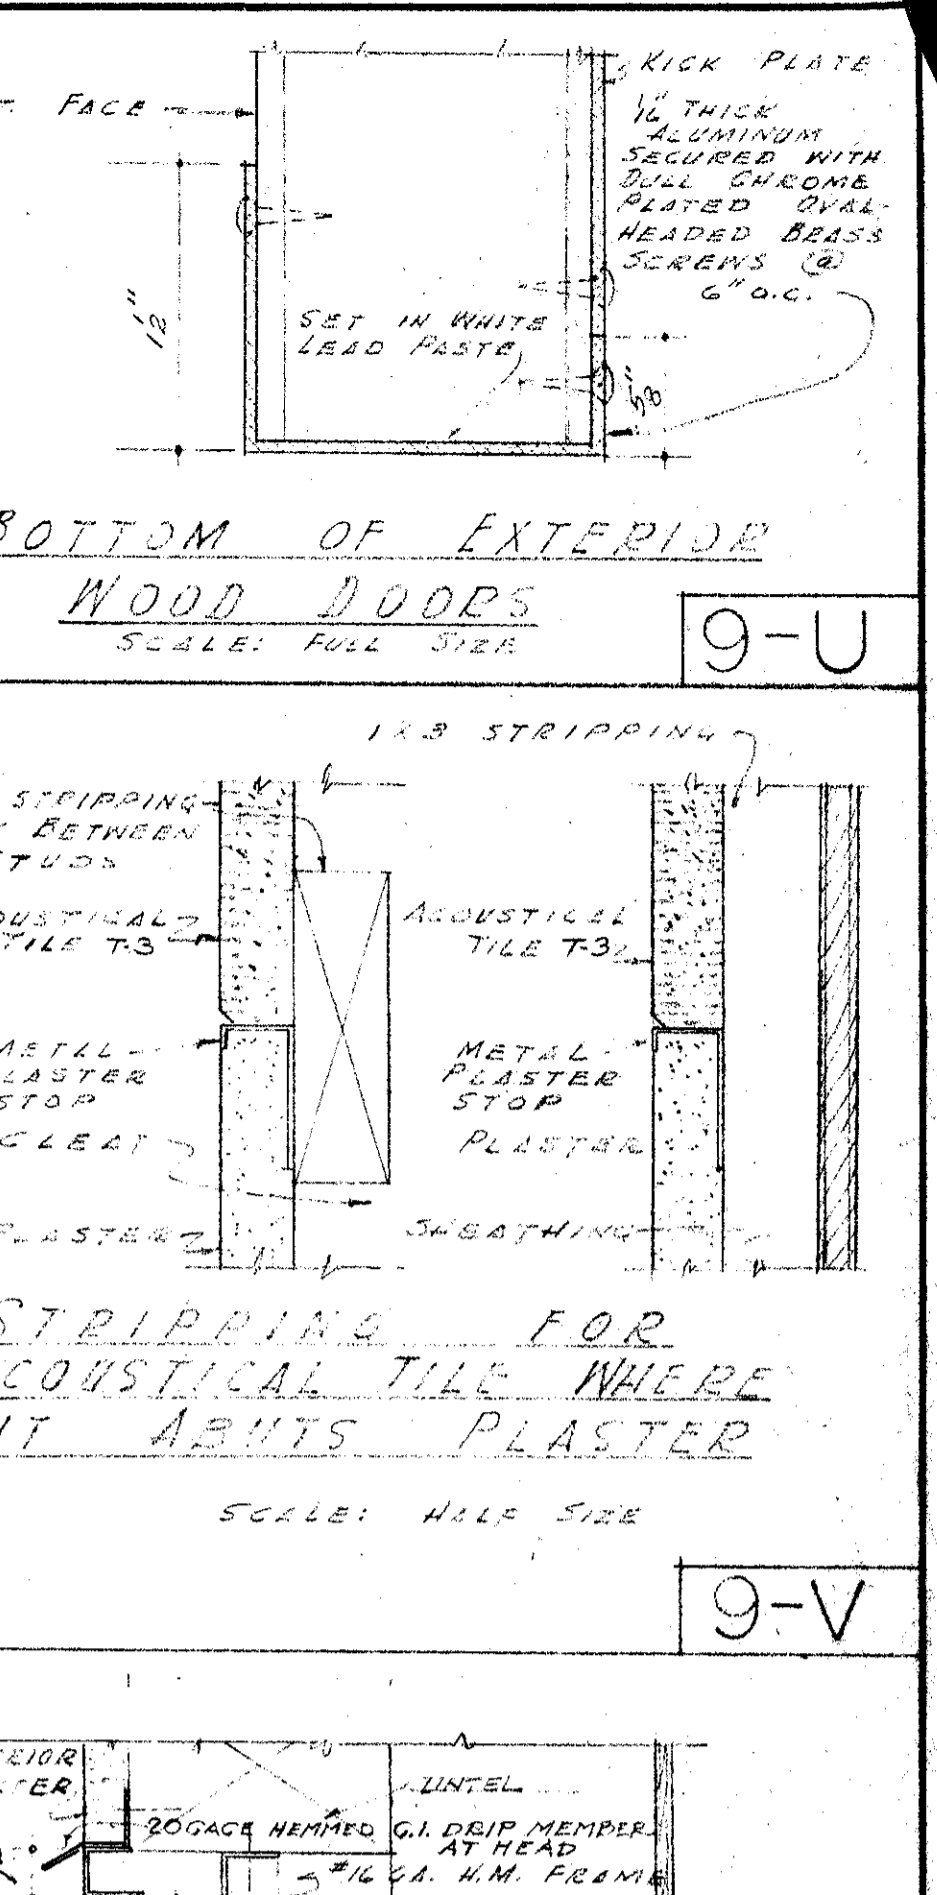 FACE
KICK PLATE
1/16" THICK
ALUMINUM
SECURED WITH
DULL CHROME
PLATED OVAL-
HEADED BRASS
SCREWS @
6" O.C.
1/2"
SET IN WHITE
LEAD PASTE
5/8"
BOTTOM OF EXTERIOR
WOOD DOORS
SCALE: FULL SIZE
9-U
1 X 3 STRIPPING
STRIPPING
BETWEEN
STUDS
ACOUSTICAL
TILE T-3
METAL
PLASTER
STOP
CLEAT
PLASTER
ACOUSTICAL
TILE T-3
METAL
PLASTER
STOP
PLASTER
SHEATHING
STRIPPING FOR
ACOUSTICAL TILE WHERE
IT ABUTS PLASTER
SCALE: HALF SIZE
9-V
LINTEL
20 GAGE HEMMED G.I. DRIP MEMBER
AT HEAD
#16 GA. H.M. FRAME